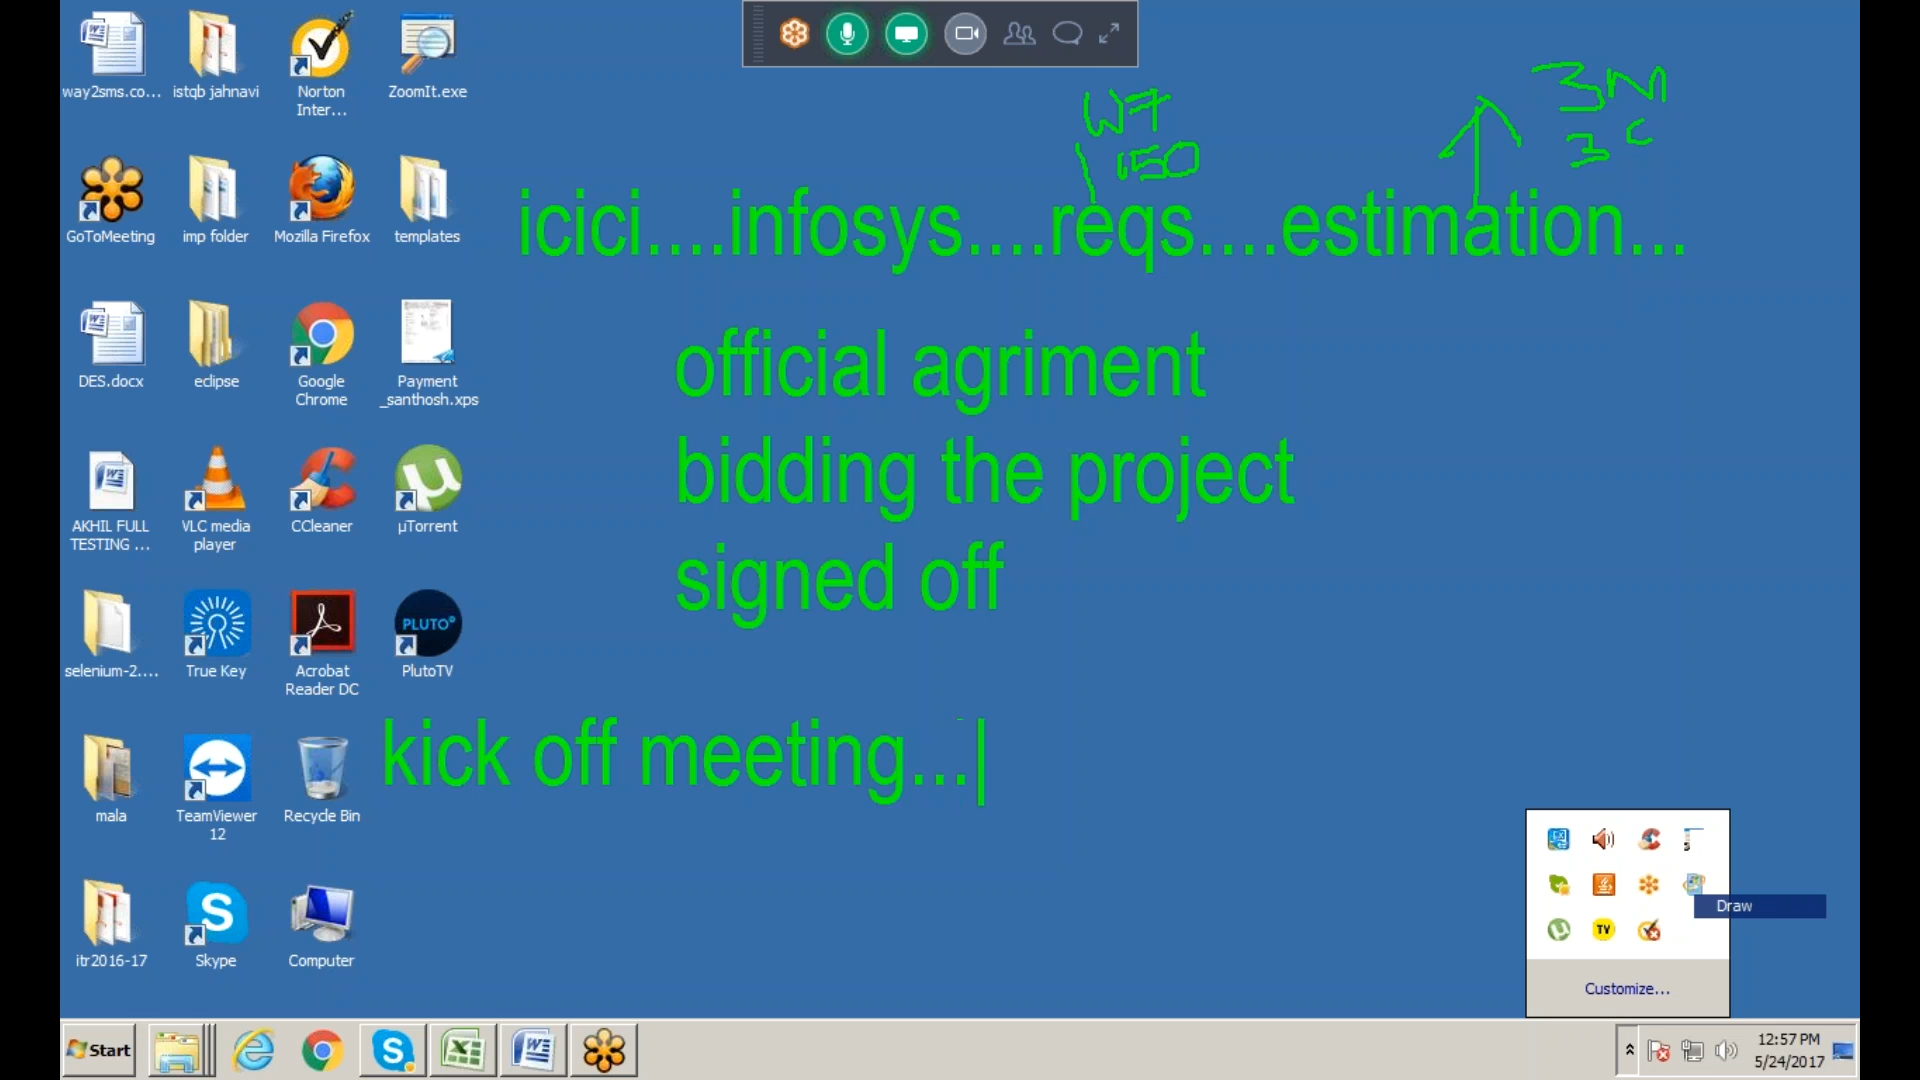 way2sms.co... istqb jahnavi Norton Inter... ZoomIt.exe
W7
150
3M
3 C
GoToMeeting imp folder Mozilla Firefox templates
icici....infosys....reqs....estimation...
DES.docx eclipse Google Chrome Payment _santhosh.xps
official agriment
bidding the project
AKHIL FULL TESTING ... VLC media player CCleaner µTorrent
signed off
PLUTO
selenium-2.... True Key Acrobat Reader DC PlutoTV
kick off meeting...
mala TeamViewer 12 Recycle Bin
Draw
TV
itr2016-17 Skype Computer
Customize...
Start
12:57 PM
5/24/2017